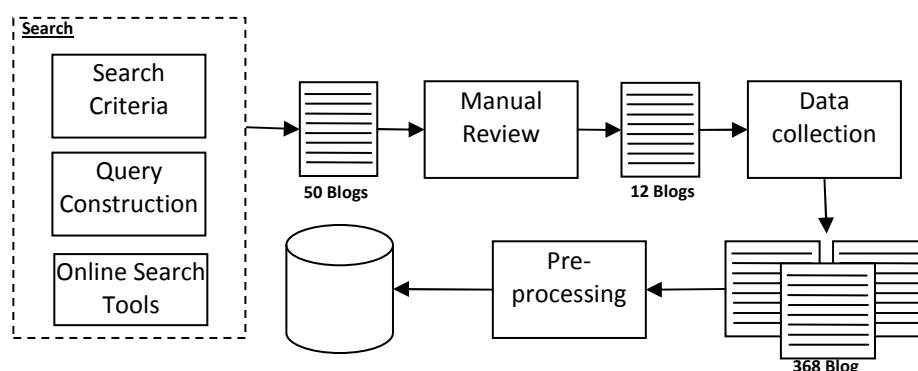 Search
Search
Criteria
Query
Construction
Online Search
Tools
50 Blogs
Manual
Review
12 Blogs
Data
collection
Pre-
processing
368 Blog